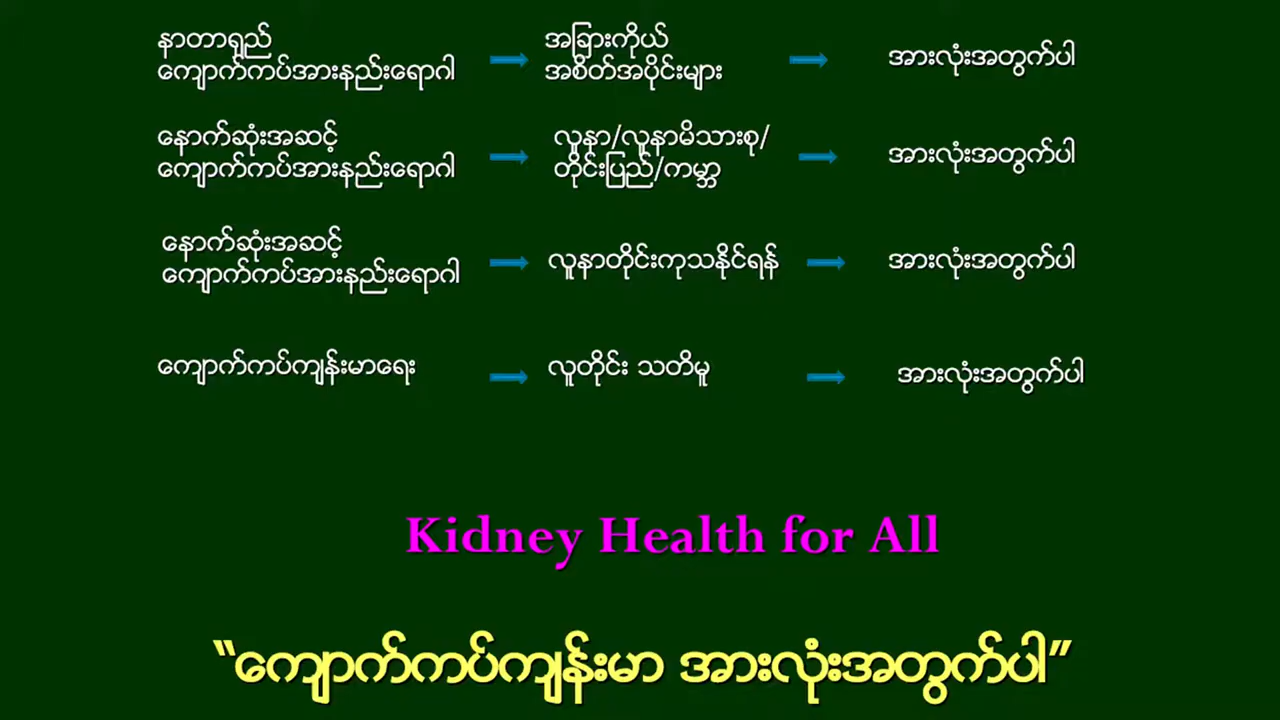 နာတာရှည် အခြားကိုယ်
ကျောက်ကပ်အားနည်းရောဂါ အစိတ်အပိုင်းများ အားလုံးအတွက်ပါ
နောက်ဆုံးအဆင့် လူနာ/လူနာမိသားစု/
ကျောက်ကပ်အားနည်းရောဂါ တိုင်းပြည်/ကမ္ဘာ အားလုံးအတွက်ပါ
နောက်ဆုံးအဆင့်
ကျောက်ကပ်အားနည်းရောဂါ လူနာတိုင်းကုသနိုင်ရန် အားလုံးအတွက်ပါ
ကျောက်ကပ်ကျန်းမာရေး လူတိုင်း သတိမူ အားလုံးအတွက်ပါ
Kidney Health for All
“ကျောက်ကပ်ကျန်းမာ အားလုံးအတွက်ပါ”